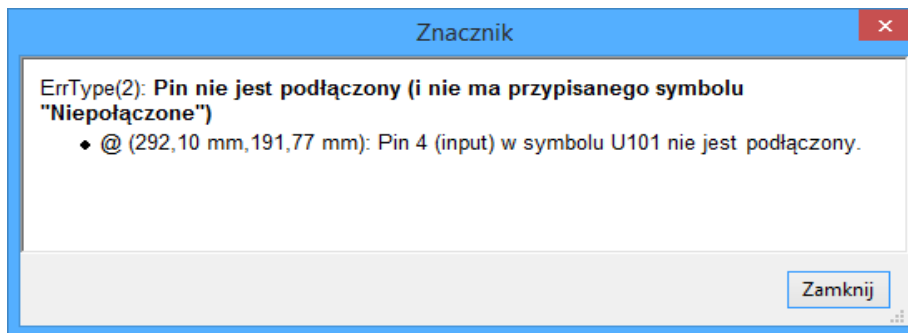 Znacznik
ErrType(2): Pin nie jest podłączony (i nie ma przypisanego symbolu
"Niepołączone")
@ (292,10 mm,191,77 mm): Pin 4 (input) w symbolu U101 nie jest podłączony.
Zamknij